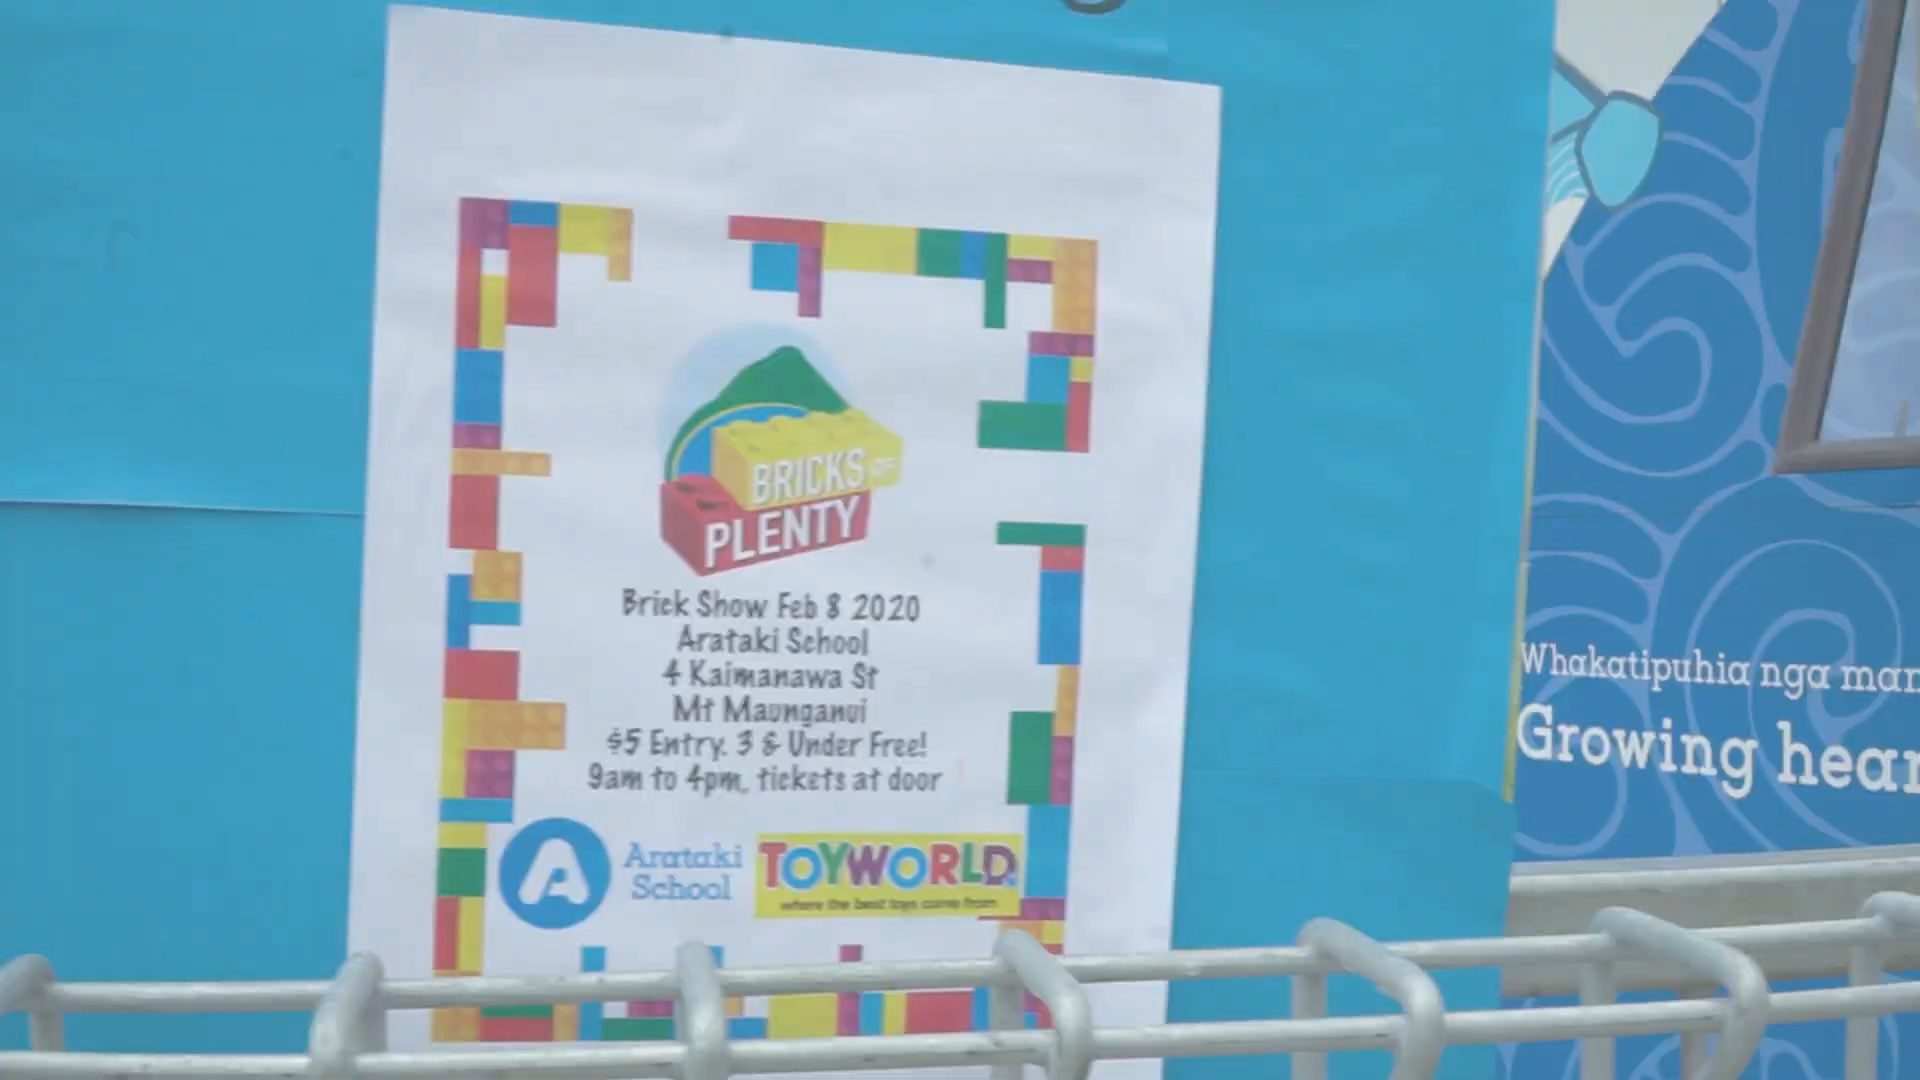 BRICKS OF
PLENTY
Brick Show Feb 8 2020
Arataki School
4 Kaimanawa St
Mt Maunganui
$5 Entry. 3 & Under Free!
9am to 4pm, tickets at door
A
Arataki
School
TOYWORLD
where the best toys come from
Whakatipuhia nga
Growing